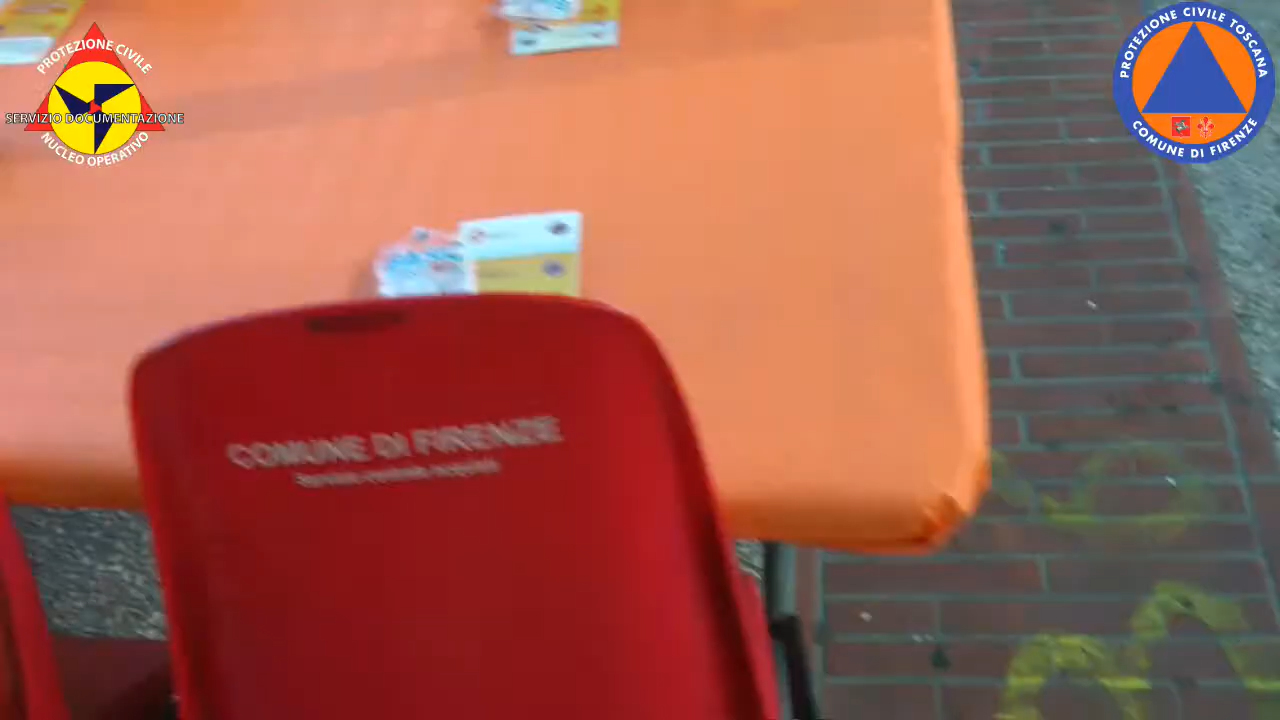 PROTEZIONE CIVILE
SERVIZIO DOCUMENTAZIONE
NUCLEO OPERATIVO
PROTEZIONE CIVILE TOSCANA
COMUNE DI FIRENZE
COMUNE DI FIRENZE